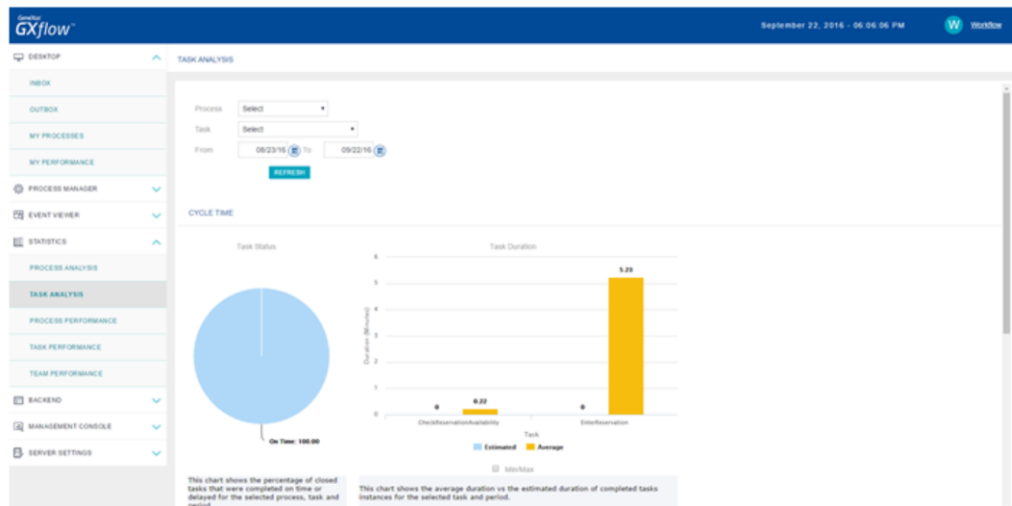 GeneXus
GXflow™
September 22, 2016 - 06:06:06 PM
W
Workflow
DESKTOP
INBOX
OUTBOX
MY PROCESSES
MY PERFORMANCE
PROCESS MANAGER
EVENT VIEWER
STATISTICS
PROCESS ANALYSIS
TASK ANALYSIS
PROCESS PERFORMANCE
TASK PERFORMANCE
TEAM PERFORMANCE
BACKEND
MANAGEMENT CONSOLE
SERVER SETTINGS
TASK ANALYSIS
Process Select
Task Select
From 08/23/16 To 09/22/16
REFRESH
CYCLE TIME
Task Status
On Time: 100.00
This chart shows the percentage of closed
tasks that were completed on time or
delayed for the selected process, task and
period.
Task Duration
Duration (Minutes)
6
5
4
3
2
1
0
0 0.22 0 5.20
CheckReservationAvailability EnterReservation
Task
Estimated Average
Min/Max
This chart shows the average duration vs the estimated duration of completed tasks
instances for the selected task and period.